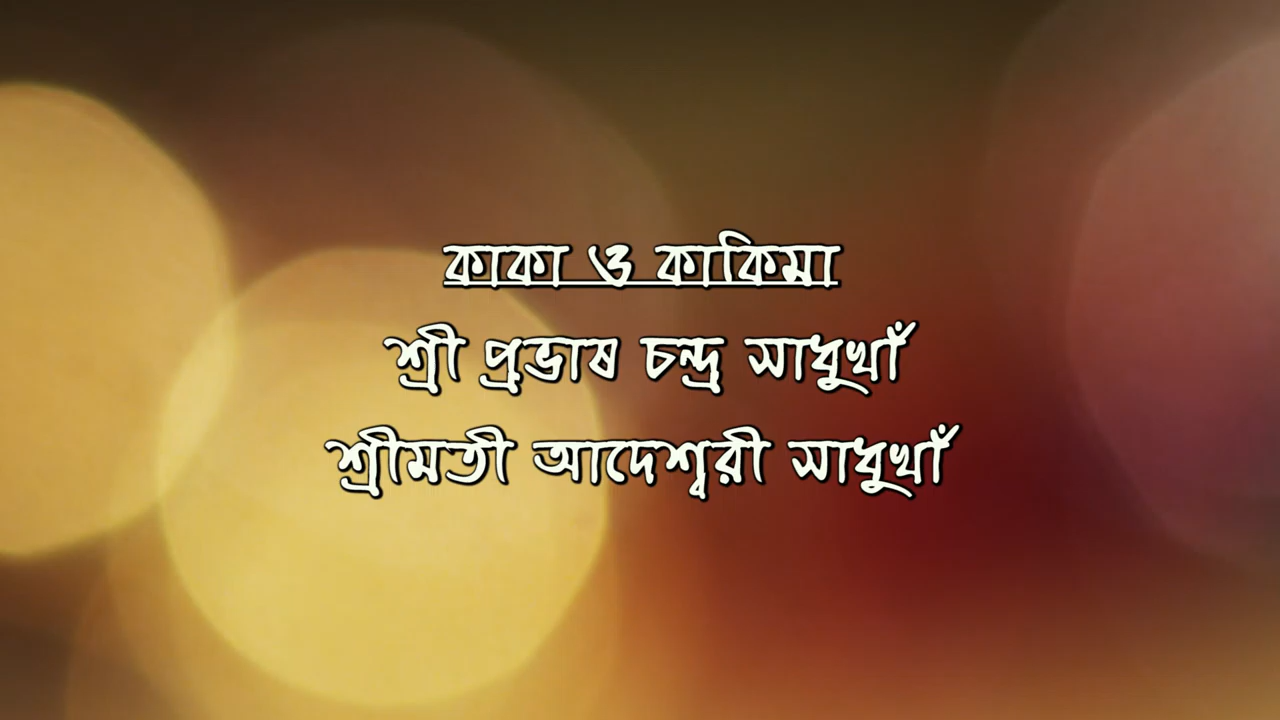 কাকা ও কাকিমা
শ্রী প্রভাষ চন্দ্র সাধুখাঁ
শ্রীমতী আদেশ্বরী সাধুখাঁ